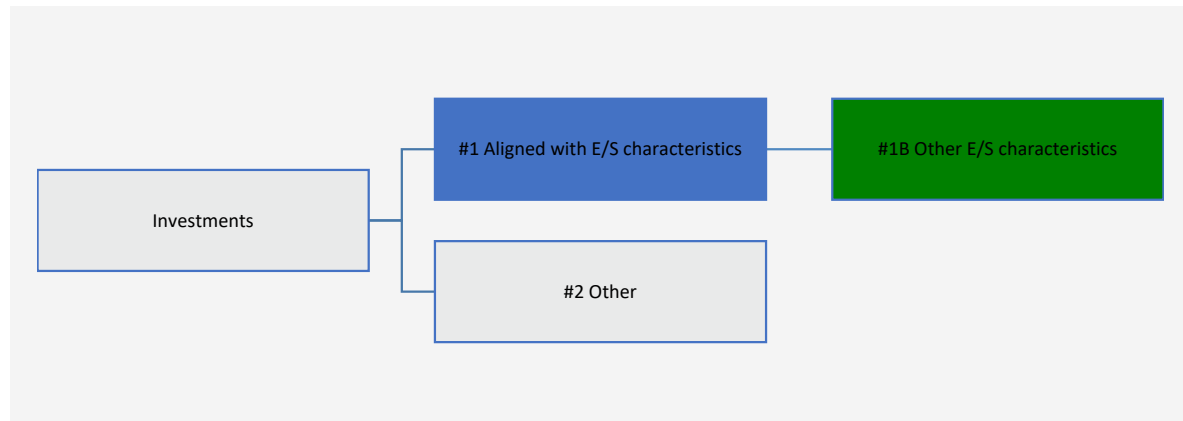 #1 Aligned with E/S characteristics
#1B Other E/S characteristics
Investments
#2 Other